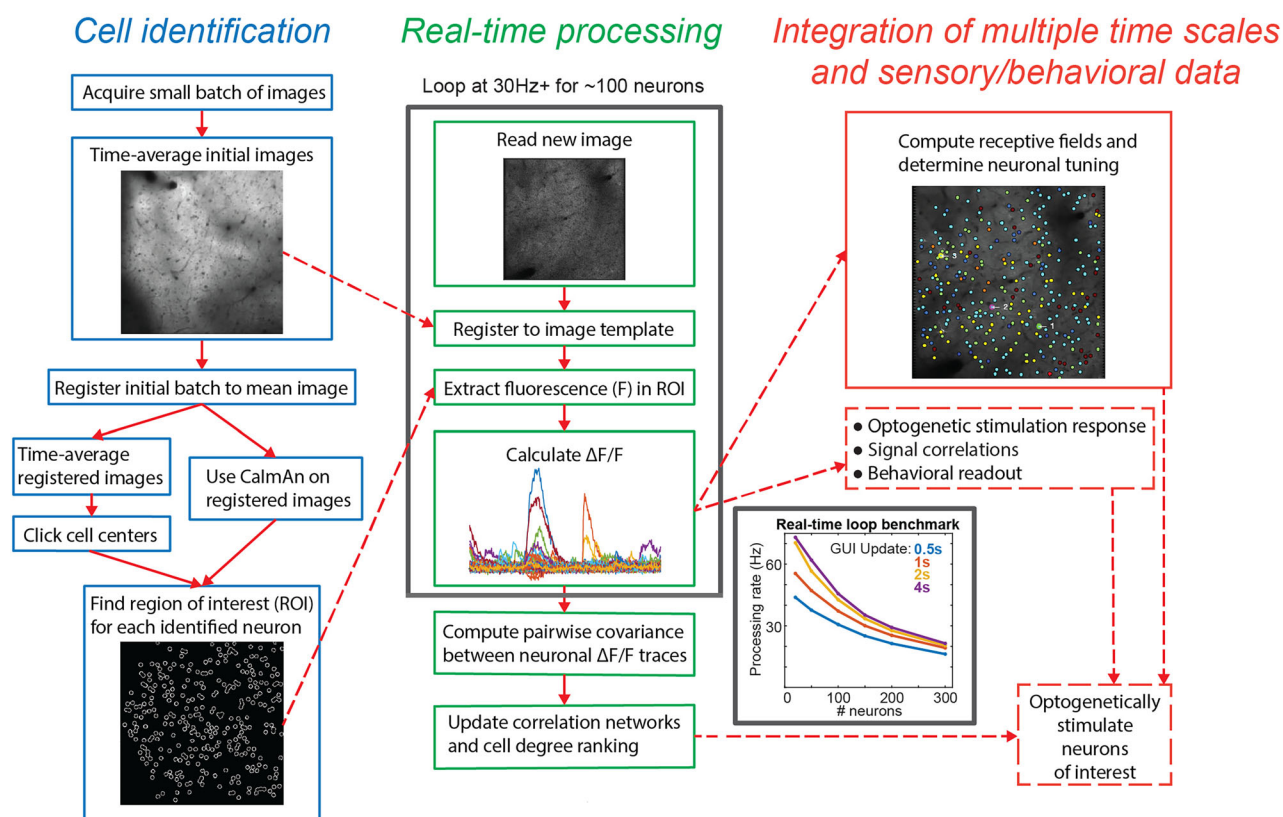 Cell identification
Acquire small batch of images
Time-average initial images
Register initial batch to mean image
Time-average
registered images
Click cell centers
Use CalmAn on
registered images
Find region of interest (ROI)
for each identified neuron
Real-time processing
Loop at 30Hz+ for ~100 neurons
Read new image
Register to image template
Extract fluorescence (F) in ROI
Calculate ΔF/F
Compute pairwise covariance
between neuronal ΔF/F traces
Update correlation networks
and cell degree ranking
Integration of multiple time scales
and sensory/behavioral data
Compute receptive fields and
determine neuronal tuning
3
2
1
● Optogenetic stimulation response
● Signal correlations
● Behavioral readout
Real-time loop benchmark
GUI Update: 0.5s
1s
2s
4s
Processing rate (Hz)
60
30
0 100 200 300
# neurons
Optogenetically
stimulate
neurons
of interest